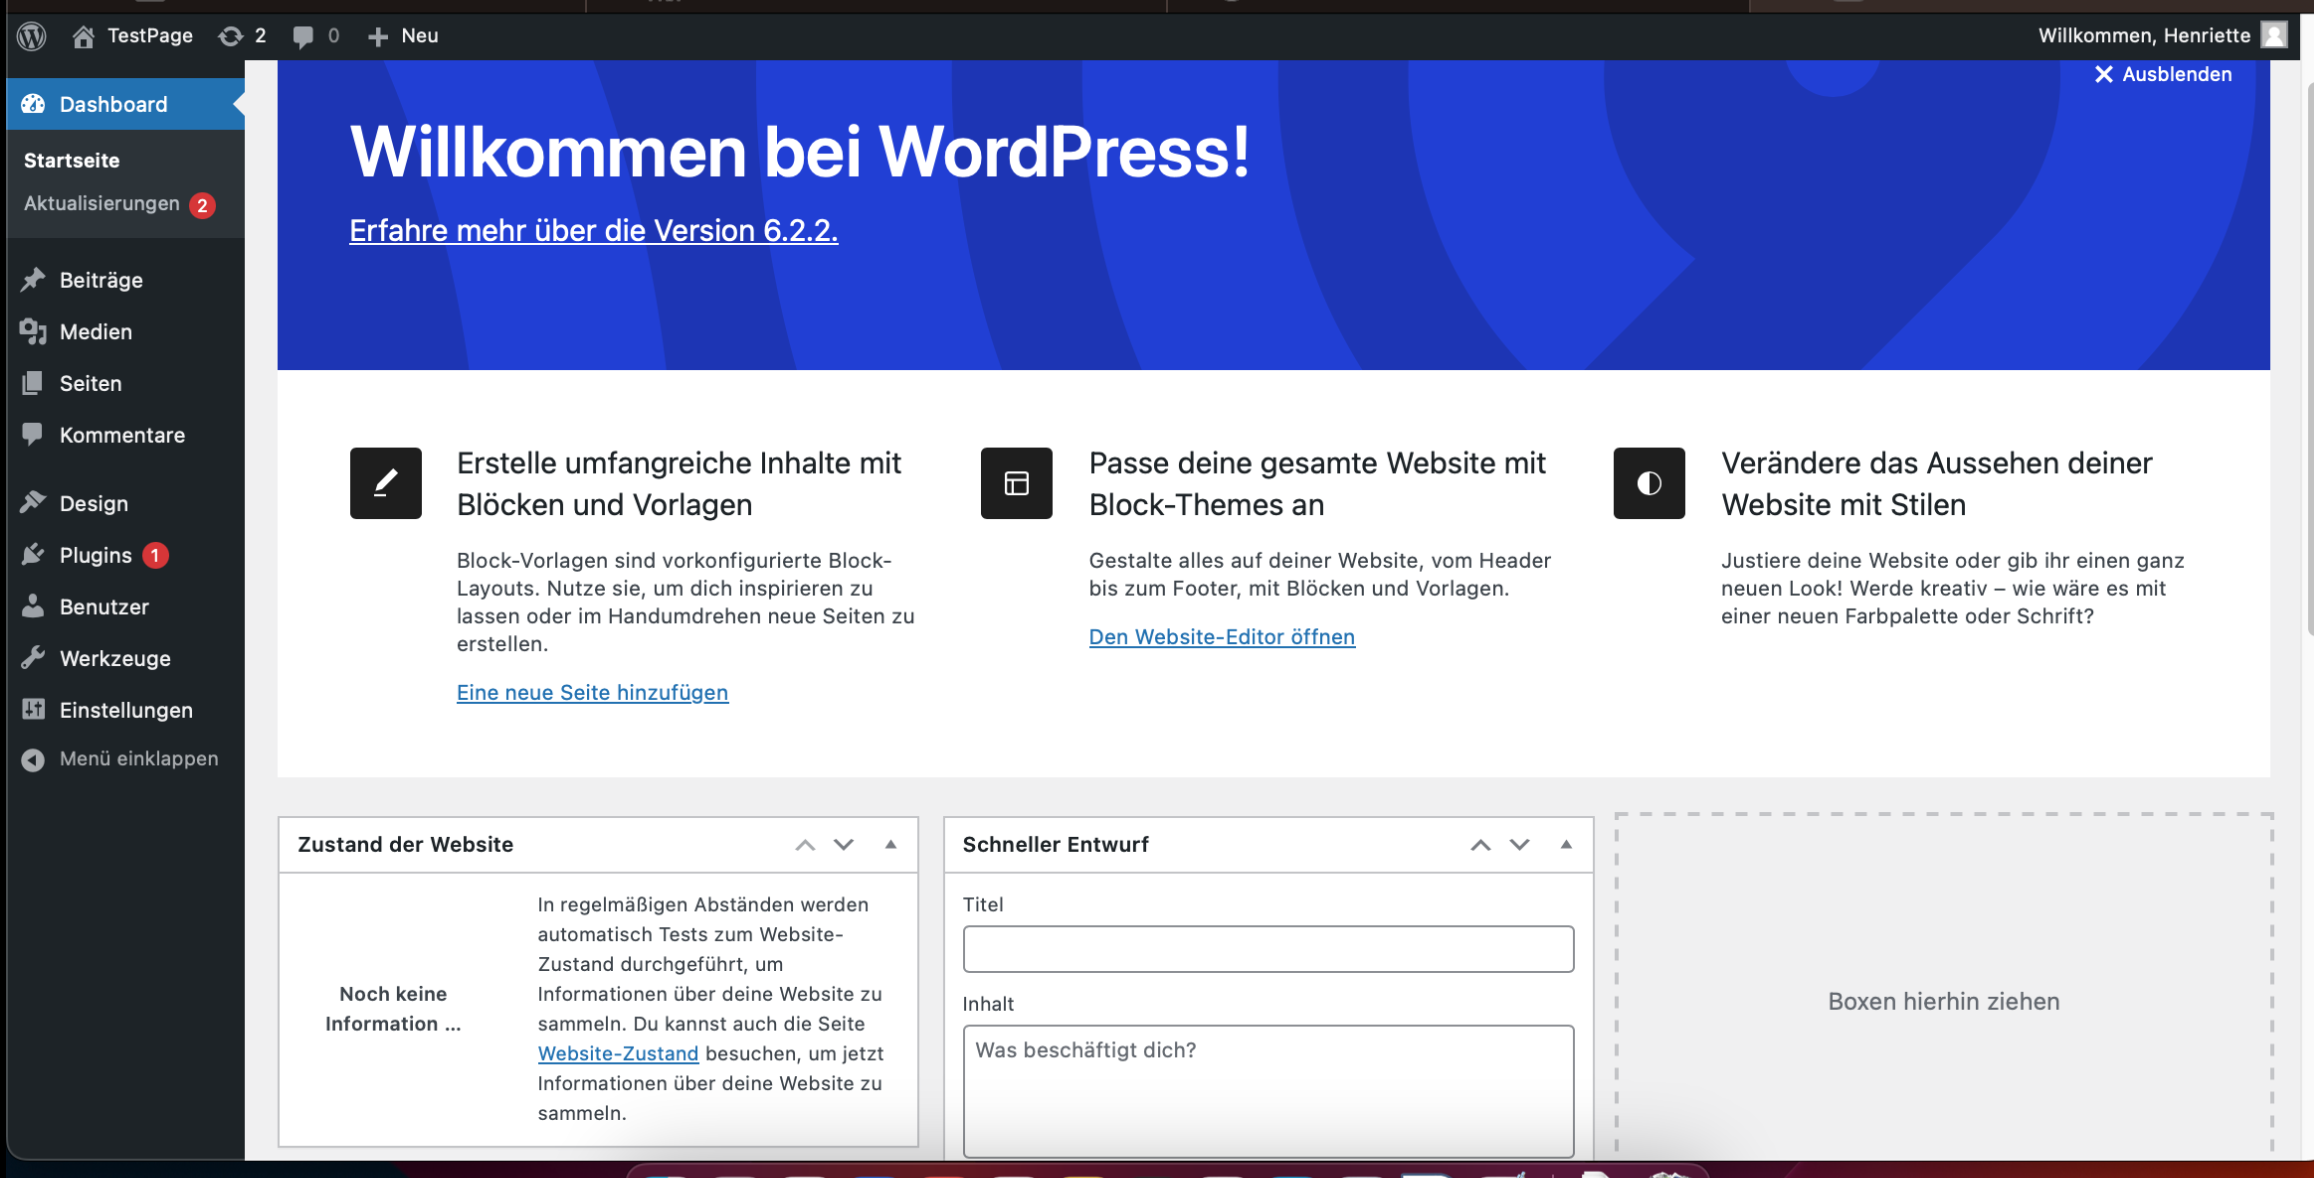 TestPage 2 0 Neu
Willkommen, Henriette
Dashboard
Startseite
Aktualisierungen 2
Beiträge
Medien
Seiten
Kommentare
Design
Plugins 1
Benutzer
Werkzeuge
Einstellungen
Menü einklappen
Ausblenden
Willkommen bei WordPress!
Erfahre mehr über die Version 6.2.2.
Erstelle umfangreiche Inhalte mit
Blöcken und Vorlagen
Block-Vorlagen sind vorkonfigurierte Block-
Layouts. Nutze sie, um dich inspirieren zu
lassen oder im Handumdrehen neue Seiten zu
erstellen.
Eine neue Seite hinzufügen
Passe deine gesamte Website mit
Block-Themes an
Gestalte alles auf deiner Website, vom Header
bis zum Footer, mit Blöcken und Vorlagen.
Den Website-Editor öffnen
Verändere das Aussehen deiner
Website mit Stilen
Justiere deine Website oder gib ihr einen ganz
neuen Look! Werde kreativ – wie wäre es mit
einer neuen Farbpalette oder Schrift?
Zustand der Website
Noch keine
Information ...
In regelmäßigen Abständen werden
automatisch Tests zum Website-
Zustand durchgeführt, um
Informationen über deine Website zu
sammeln. Du kannst auch die Seite
Website-Zustand besuchen, um jetzt
Informationen über deine Website zu
sammeln.
Schneller Entwurf
Titel
Inhalt
Was beschäftigt dich?
Boxen hierhin ziehen